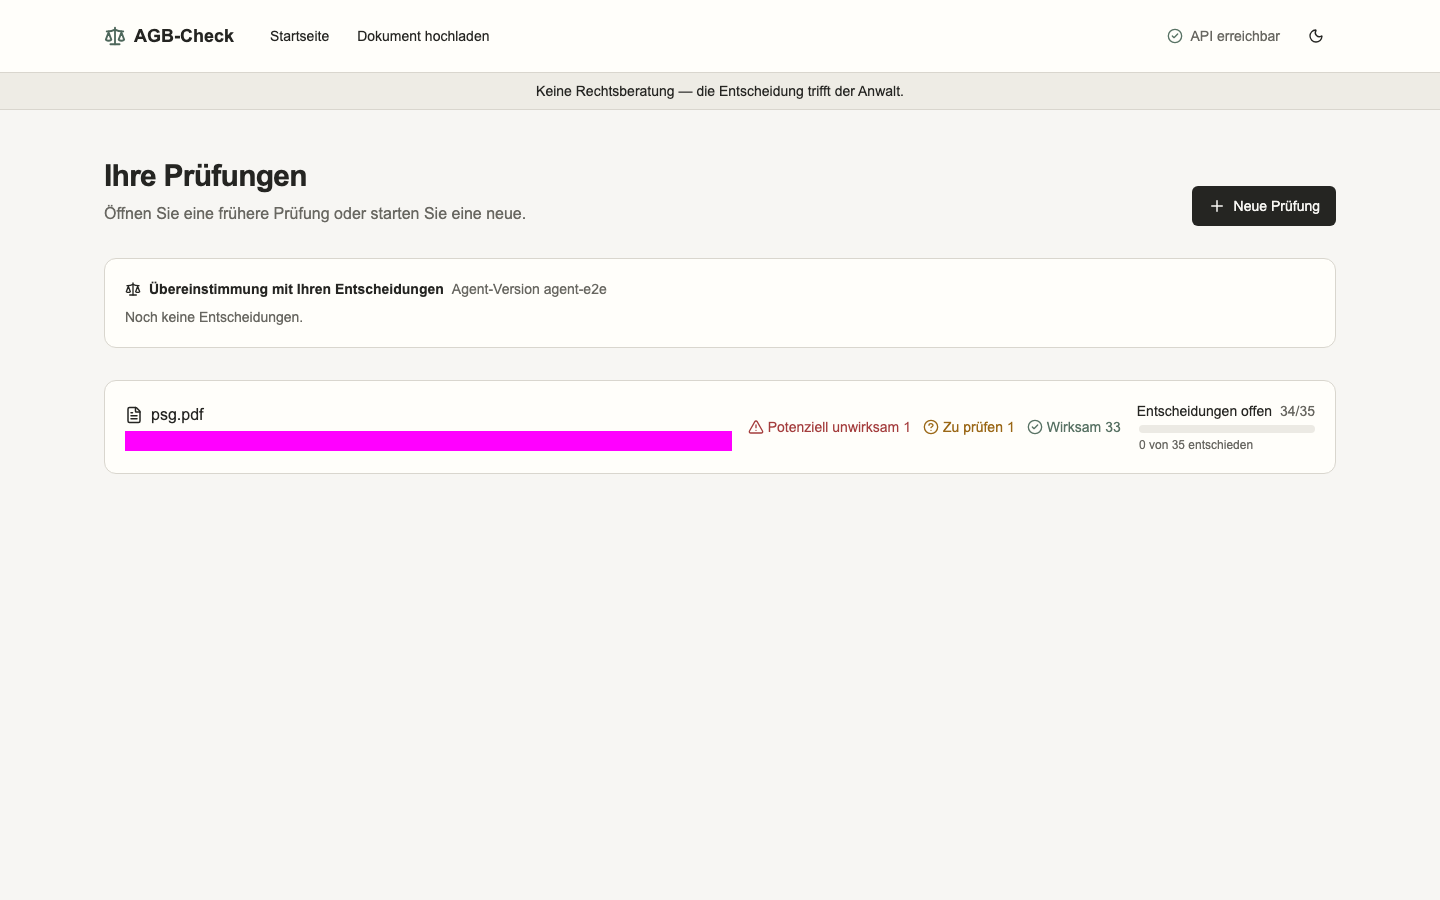 AGB-Check
Startseite
Dokument hochladen
API erreichbar
Keine Rechtsberatung — die Entscheidung trifft der Anwalt.
Ihre Prüfungen
Öffnen Sie eine frühere Prüfung oder starten Sie eine neue.
Neue Prüfung
Übereinstimmung mit Ihren Entscheidungen Agent-Version agent-e2e
Noch keine Entscheidungen.
psg.pdf
Potenziell unwirksam 1
Zu prüfen 1
Wirksam 33
Entscheidungen offen 34/35
0 von 35 entschieden